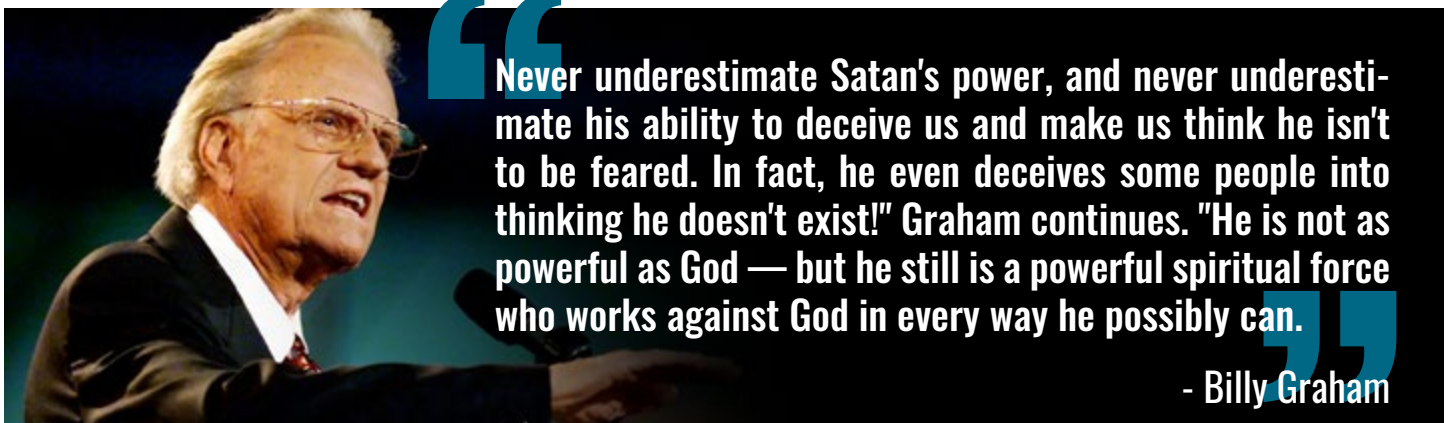 Never underestimate Satan's power, and never underesti-
mate his ability to deceive us and make us think he isn't
to be feared. In fact, he even deceives some people into
thinking he doesn't exist!" Graham continues. "He is not as
powerful as God — but he still is a powerful spiritual force
who works against God in every way he possibly can.
- Billy Graham